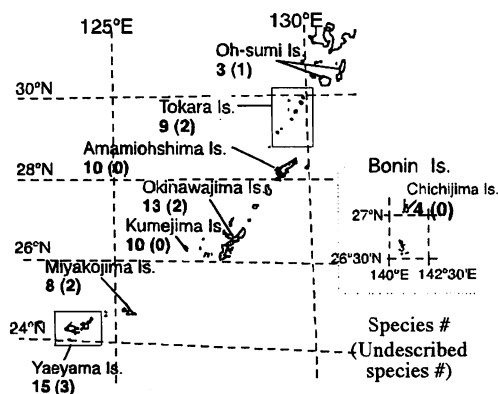 125°E
130°E
Oh-sumi Is.
3 (1)
30°N
Tokara Is.
9 (2)
Amamiohshima Is.
10 (0)
28°N
Okinawajima Is.
13 (2)
Kumejima Is.
10 (0)
26°N
Miyakojima Is.
8 (2)
24°N
Yaeyama Is.
15 (3)
Bonin Is.
Chichijima Is.
4 (0)
27°N
26°30'N
140°E
142°30'E
Species #
(Undescribed
species #)